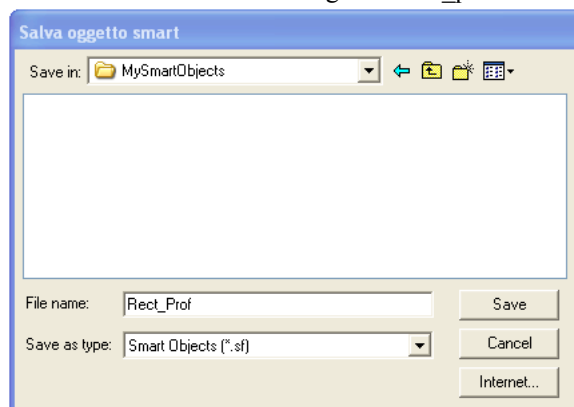 Salva oggetto smart
Save in: MySmartObjects
File name: Rect_Prof Save
Save as type: Smart Objects (*.sf) Cancel
Internet...